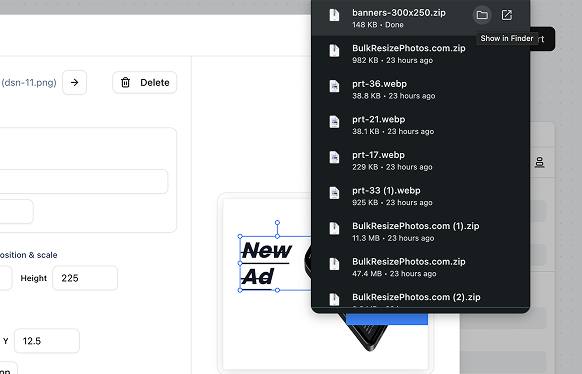 banners-300x250.zip
148 KB • Done
Show in Finder
BulkResizePhotos.com.zip
982 KB • 23 hours ago
prt-36.webp
38.8 KB • 23 hours ago
prt-21.webp
38.1 KB • 23 hours ago
prt-17.webp
229 KB • 23 hours ago
prt-33 (1).webp
925 KB • 23 hours ago
BulkResizePhotos.com (1).zip
11.3 MB • 23 hours ago
BulkResizePhotos.com.zip
47.4 MB • 23 hours ago
BulkResizePhotos.com (2).zip
(dsn-11.png)
Delete
osition & scale
Height 225
Y 12.5
on
New
Ad